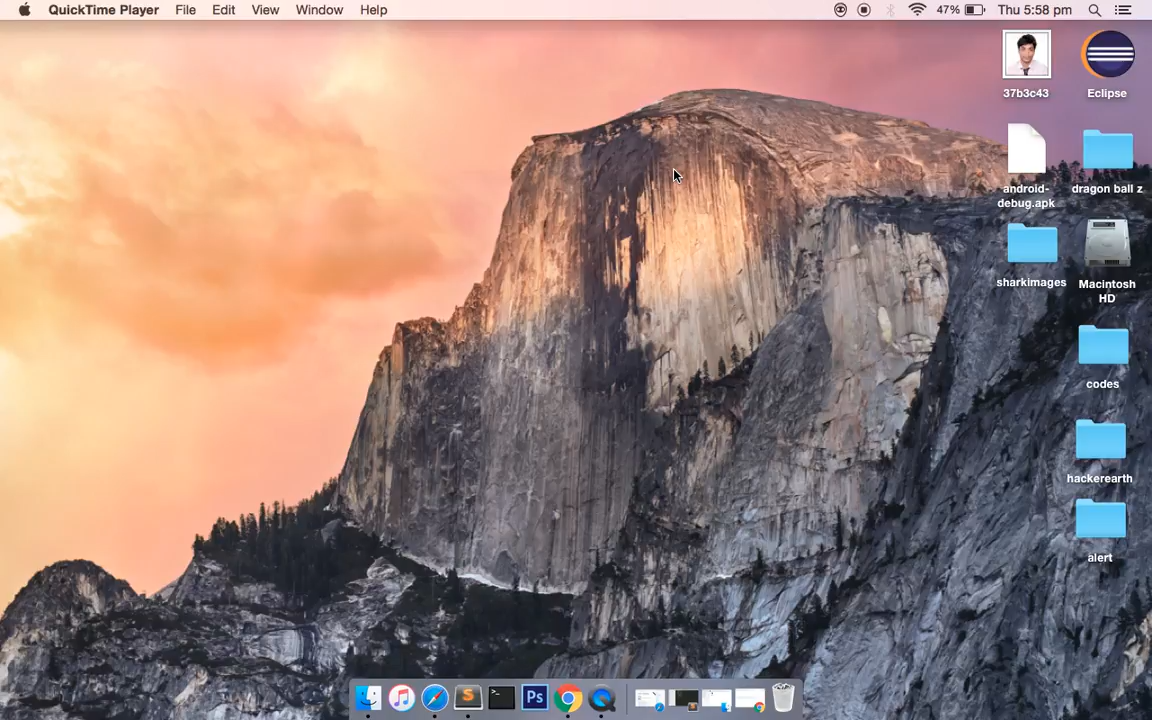 QuickTime Player File Edit View Window Help 47% Thu 5:58 pm
37b3c43
Eclipse
android-
debug.apk
dragon ball z
sharkimages
Macintosh
HD
codes
hackerearth
alert
S >_ Ps